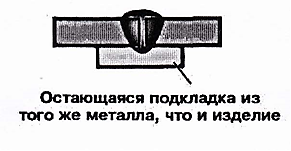 Остающаяся подкладка из
того же металла, что и изделие